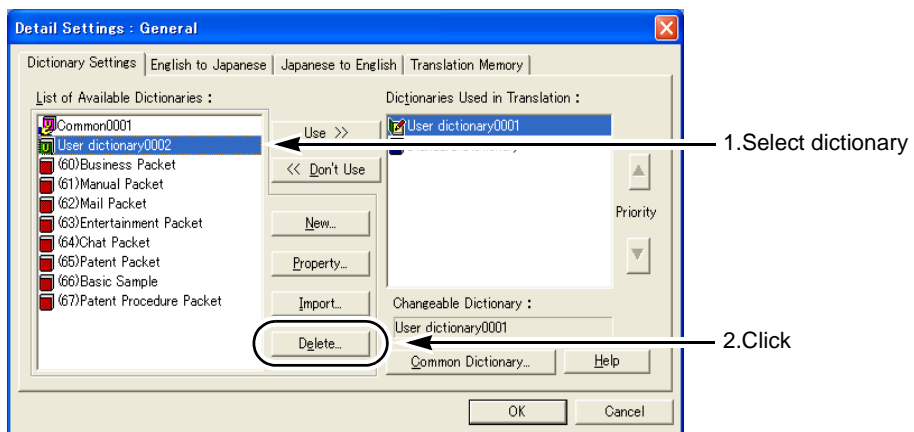 Detail Settings : General
Dictionary Settings
English to Japanese
Japanese to English
Translation Memory
List of Available Dictionaries :
Common0001
User dictionary0002
(60)Business Packet
(61)Manual Packet
(62)Mail Packet
(63)Entertainment Packet
(64)Chat Packet
(65)Patent Packet
(66)Basic Sample
(67)Patent Procedure Packet
Use >>
<< Don't Use
New...
Property...
Import...
Delete...
Dictionaries Used in Translation :
User dictionary0001
Priority
Changeable Dictionary :
User dictionary0001
Common Dictionary...
Help
OK
Cancel
1.Select dictionary
2.Click